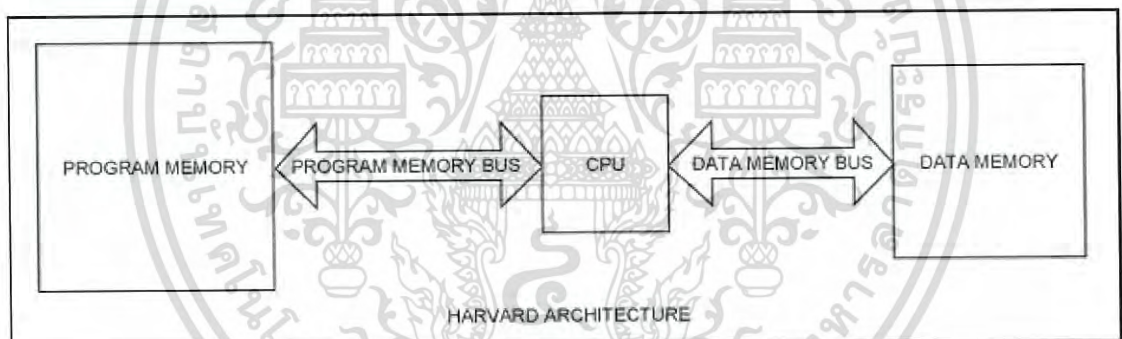 PROGRAM MEMORY
PROGRAM MEMORY BUS
CPU
DATA MEMORY BUS
DATA MEMORY
HARVARD ARCHITECTURE